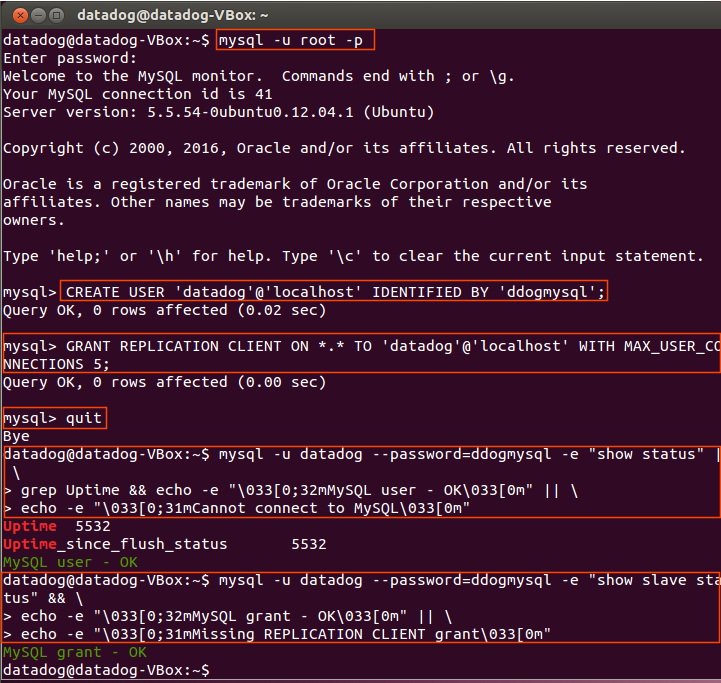 datadog@datadog-VBox: ~
datadog@datadog-VBox:~$ mysql -u root -p
Enter password:
Welcome to the MySQL monitor.  Commands end with ; or \g.
Your MySQL connection id is 41
Server version: 5.5.54-0ubuntu0.12.04.1 (Ubuntu)
Copyright (c) 2000, 2016, Oracle and/or its affiliates. All rights reserved.
Oracle is a registered trademark of Oracle Corporation and/or its
affiliates. Other names may be trademarks of their respective
owners.
Type 'help;' or '\h' for help. Type '\c' to clear the current input statement.
mysql> CREATE USER 'datadog'@'localhost' IDENTIFIED BY 'ddogmysql';
Query OK, 0 rows affected (0.02 sec)
mysql> GRANT REPLICATION CLIENT ON *.* TO 'datadog'@'localhost' WITH MAX_USER_CO
NNECTIONS 5;
Query OK, 0 rows affected (0.00 sec)
mysql> quit
Bye
datadog@datadog-VBox:~$ mysql -u datadog --password=ddogmysql -e "show status" |
 \
> grep Uptime && echo -e "\033[0;32mMySQL user - OK\033[0m" || \
> echo -e "\033[0;31mCannot connect to MySQL\033[0m"
Uptime  5532
Uptime_since_flush_status       5532
MySQL user - OK
datadog@datadog-VBox:~$ mysql -u datadog --password=ddogmysql -e "show slave sta
tus" && \
> echo -e "\033[0;32mMySQL grant - OK\033[0m" || \
> echo -e "\033[0;31mMissing REPLICATION CLIENT grant\033[0m"
MySQL grant - OK
datadog@datadog-VBox:~$